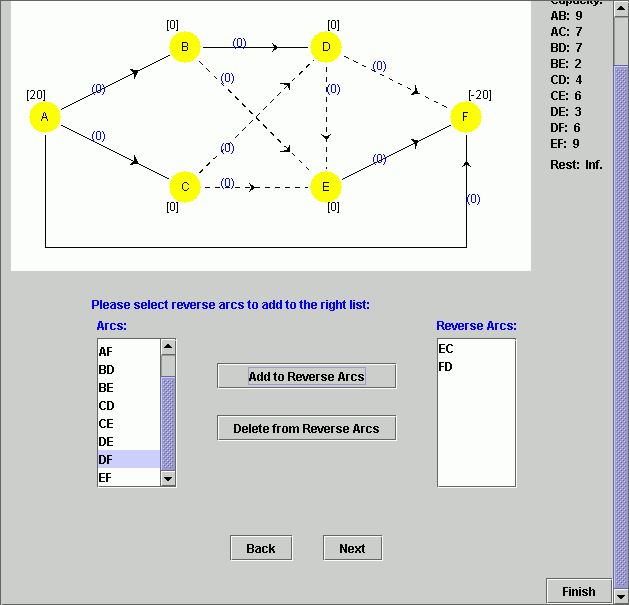 [0]
[0]
B
(0)
D
(0)
(0)
(0)
(0)
[20]
[-20]
A
F
(0)
(0)
(0)
(0)
C
E
[0]
[0]
(0)
Capacity:
AB: 9
AC: 7
BD: 7
BE: 2
CD: 4
CE: 6
DE: 3
DF: 6
EF: 9
Rest: Inf.
Please select reverse arcs to add to the right list:
Arcs:
AF
BD
BE
CD
CE
DE
DF
EF
Add to Reverse Arcs
Delete from Reverse Arcs
Reverse Arcs:
EC
FD
Back
Next
Finish